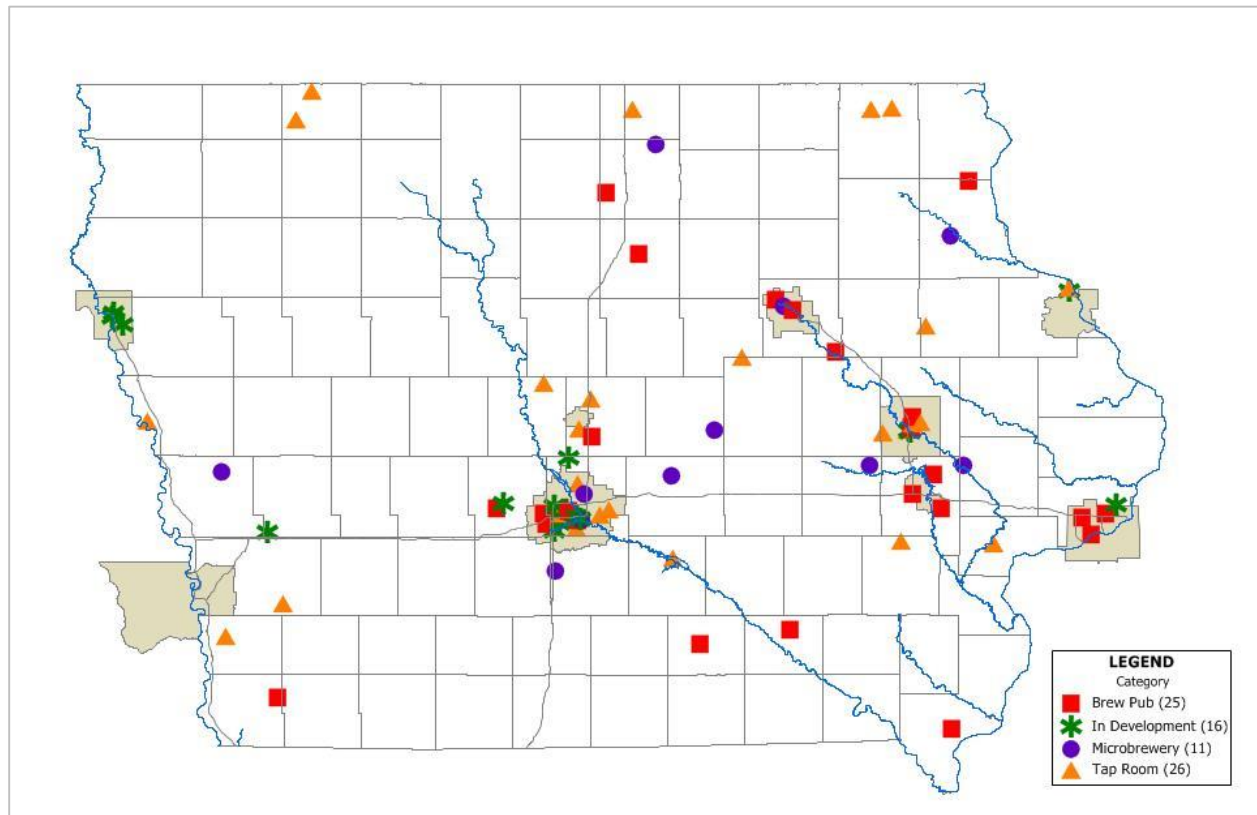 LEGEND
Category
Brew Pub (25)
In Development (16)
Microbrewery (11)
Tap Room (26)